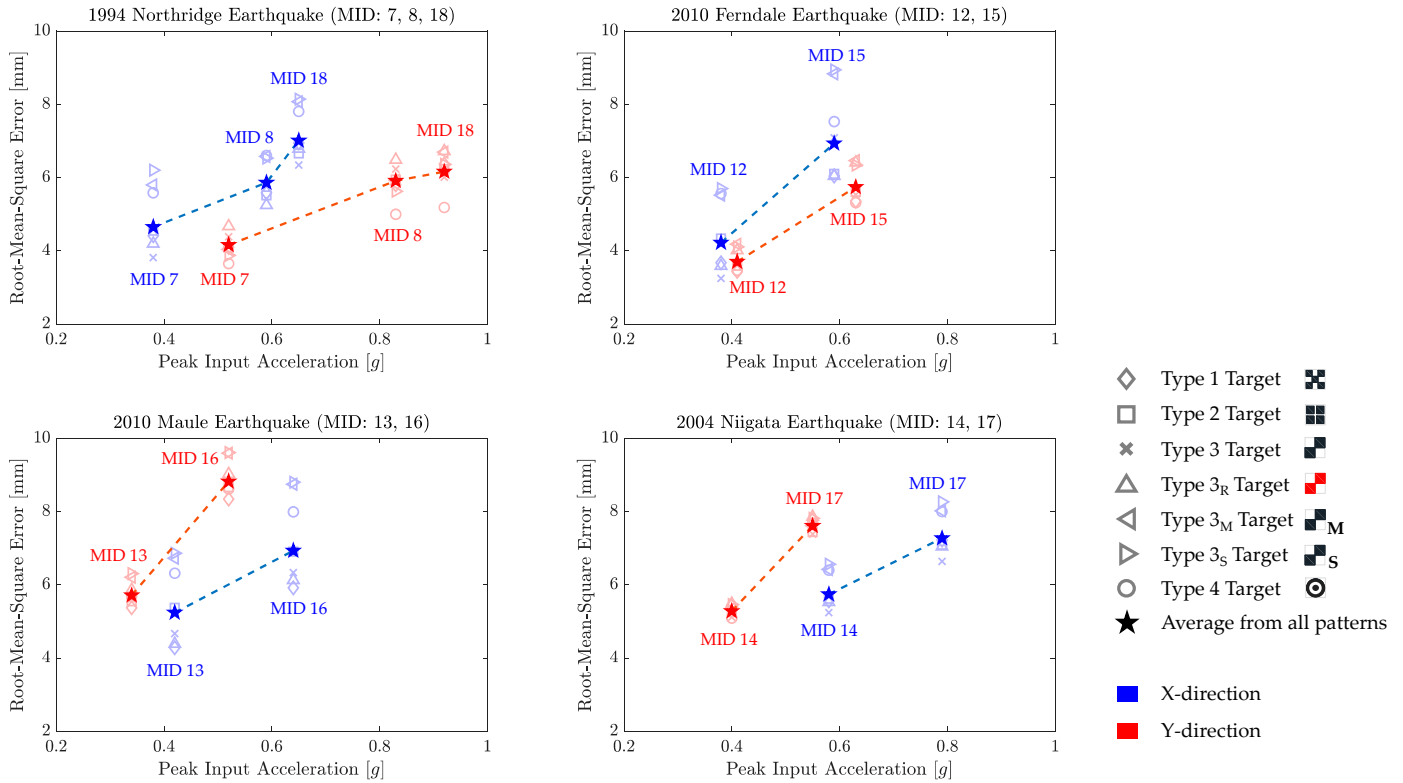 1994 Northridge Earthquake (MID: 7, 8, 18)
Root-Mean-Square Error [mm]
10
8
6
4
2
MID 18
MID 8
MID 18
MID 8
MID 7
MID 7
0.2 0.4 0.6 0.8 1
Peak Input Acceleration [g]
2010 Ferndale Earthquake (MID: 12, 15)
Root-Mean-Square Error [mm]
10
8
6
4
2
MID 15
MID 12
MID 15
MID 12
0.2 0.4 0.6 0.8 1
Peak Input Acceleration [g]
2010 Maule Earthquake (MID: 13, 16)
Root-Mean-Square Error [mm]
10
8
6
4
2
MID 16
MID 13
MID 16
MID 13
0.2 0.4 0.6 0.8 1
Peak Input Acceleration [g]
2004 Niigata Earthquake (MID: 14, 17)
Root-Mean-Square Error [mm]
10
8
6
4
2
MID 17
MID 17
MID 14
MID 14
0.2 0.4 0.6 0.8 1
Peak Input Acceleration [g]
Type 1 Target
Type 2 Target
Type 3 Target
Type 3R Target
Type 3M Target M
Type 3S Target S
Type 4 Target
Average from all patterns
X-direction
Y-direction